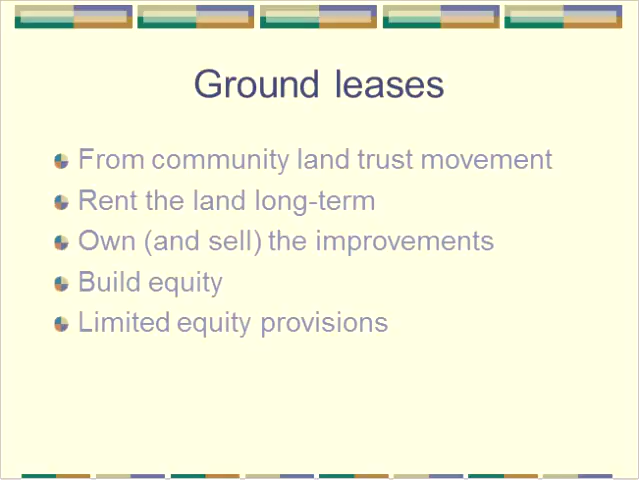 Ground leases
From community land trust movement
Rent the land long-term
Own (and sell) the improvements
Build equity
Limited equity provisions